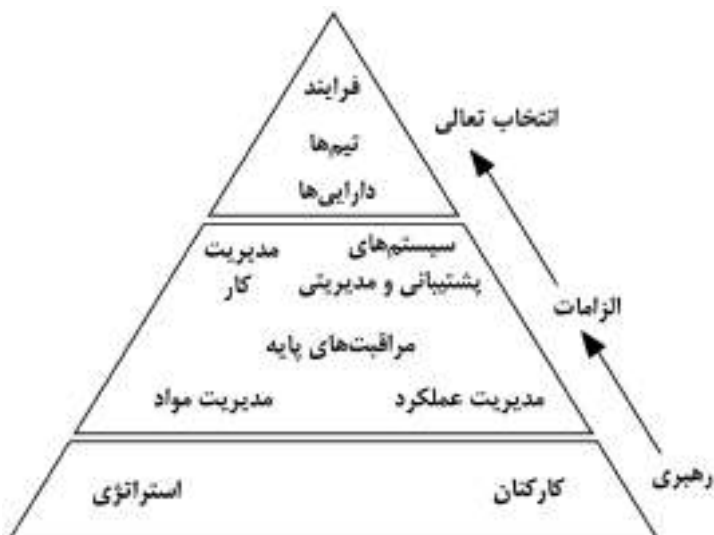 فرایند
تیم‌ها
دارایی‌ها
انتخاب تعالی
سیستم‌های
پشتیبانی و مدیریتی
مدیریت
کار
مراقبت‌های پایه
مدیریت عملکرد
مدیریت مواد
الزامات
کارکنان
استراتژی
رهبری